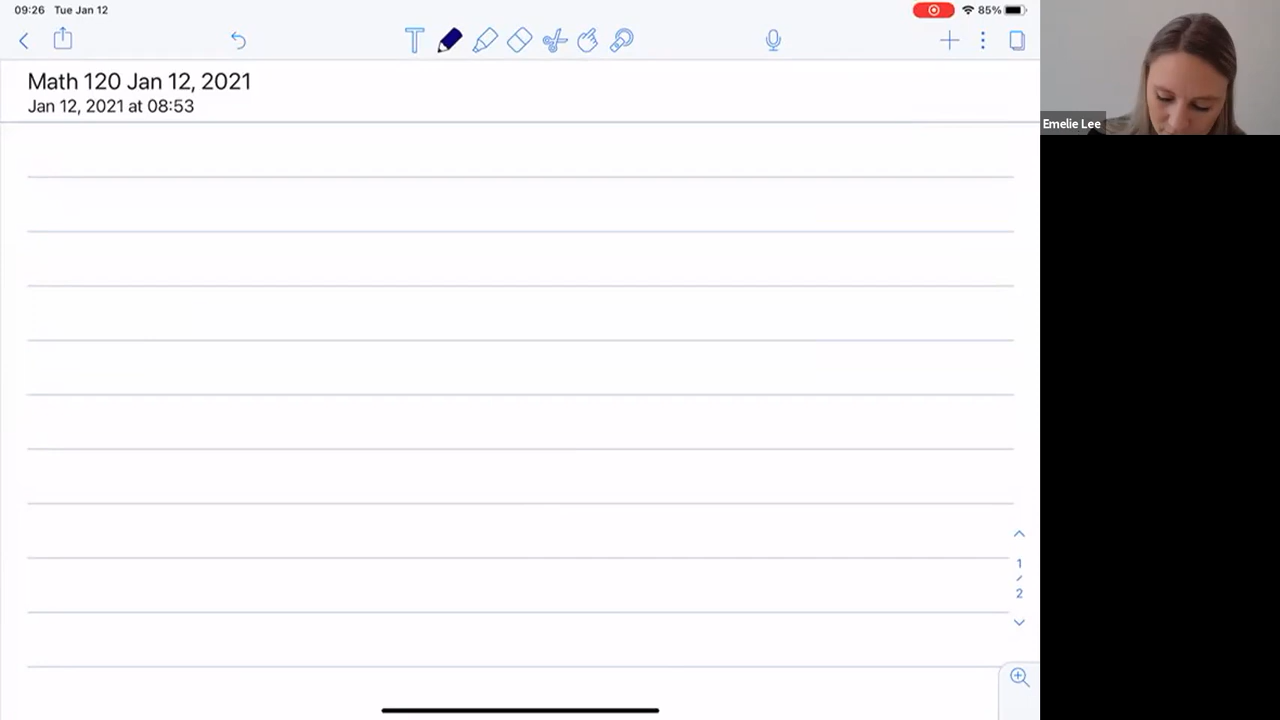 09:26 Tue Jan 12 85%
T
Math 120 Jan 12, 2021
Jan 12, 2021 at 08:53
Emelie Lee
1
/
2